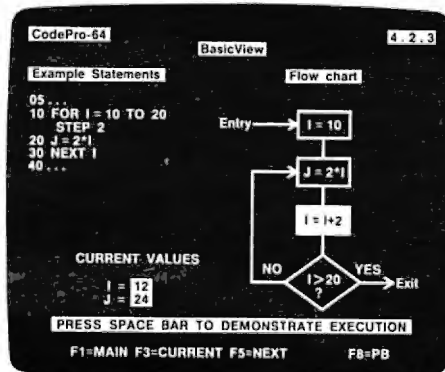 CodePro-64
4.2.3
BasicView
Example Statements
Flow chart
05...
10 FOR I = 10 TO 20
STEP 2
20 J = 2*I
30 NEXT I
40...
Entry
I = 10
J = 2*I
I = I+2
NO
I > 20
?
YES
Exit
CURRENT VALUES
I = 12
J = 24
PRESS SPACE BAR TO DEMONSTRATE EXECUTION
F1=MAIN F3=CURRENT F5=NEXT F8=PB